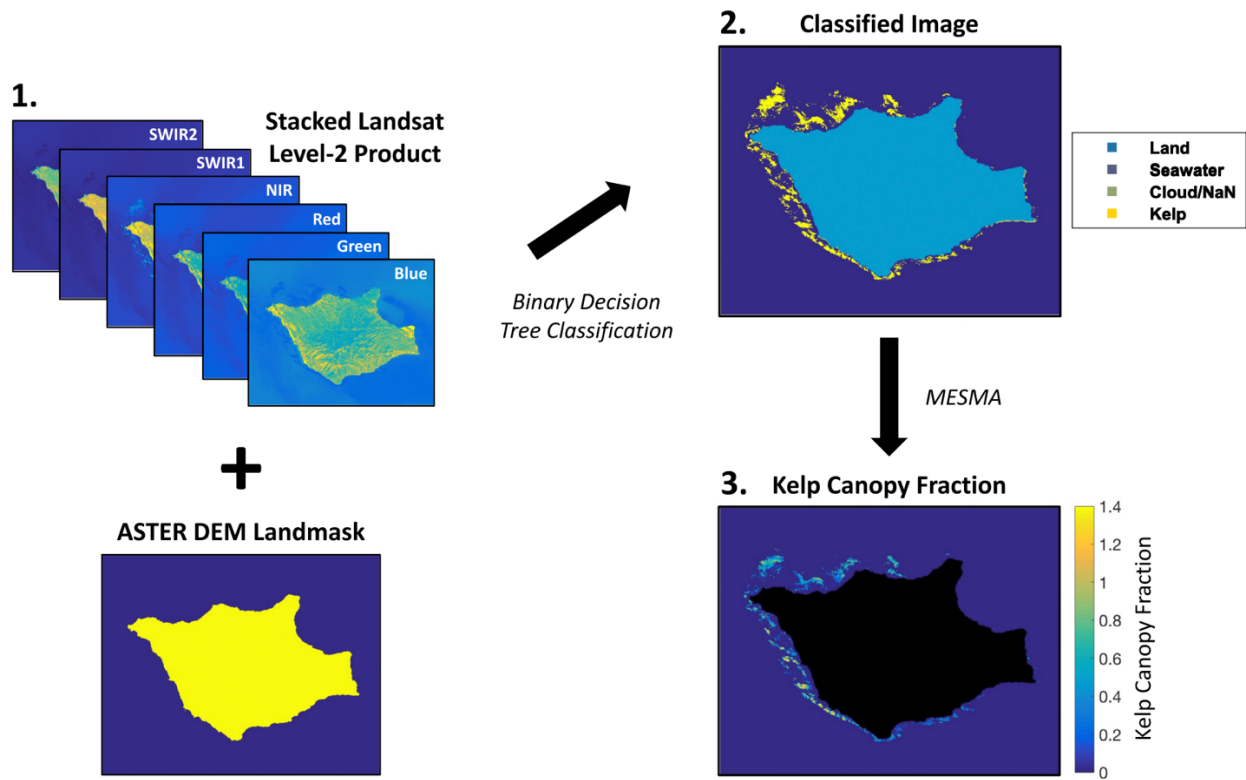 1.
Stacked Landsat
Level-2 Product
SWIR2
SWIR1
NIR
Red
Green
Blue
+
ASTER DEM Landmask
Binary Decision
Tree Classification
2.
Classified Image
Land
Seawater
Cloud/NaN
Kelp
MESMA
3.
Kelp Canopy Fraction
1.4
1.2
1
0.8
0.6
0.4
0.2
0
Kelp Canopy Fraction